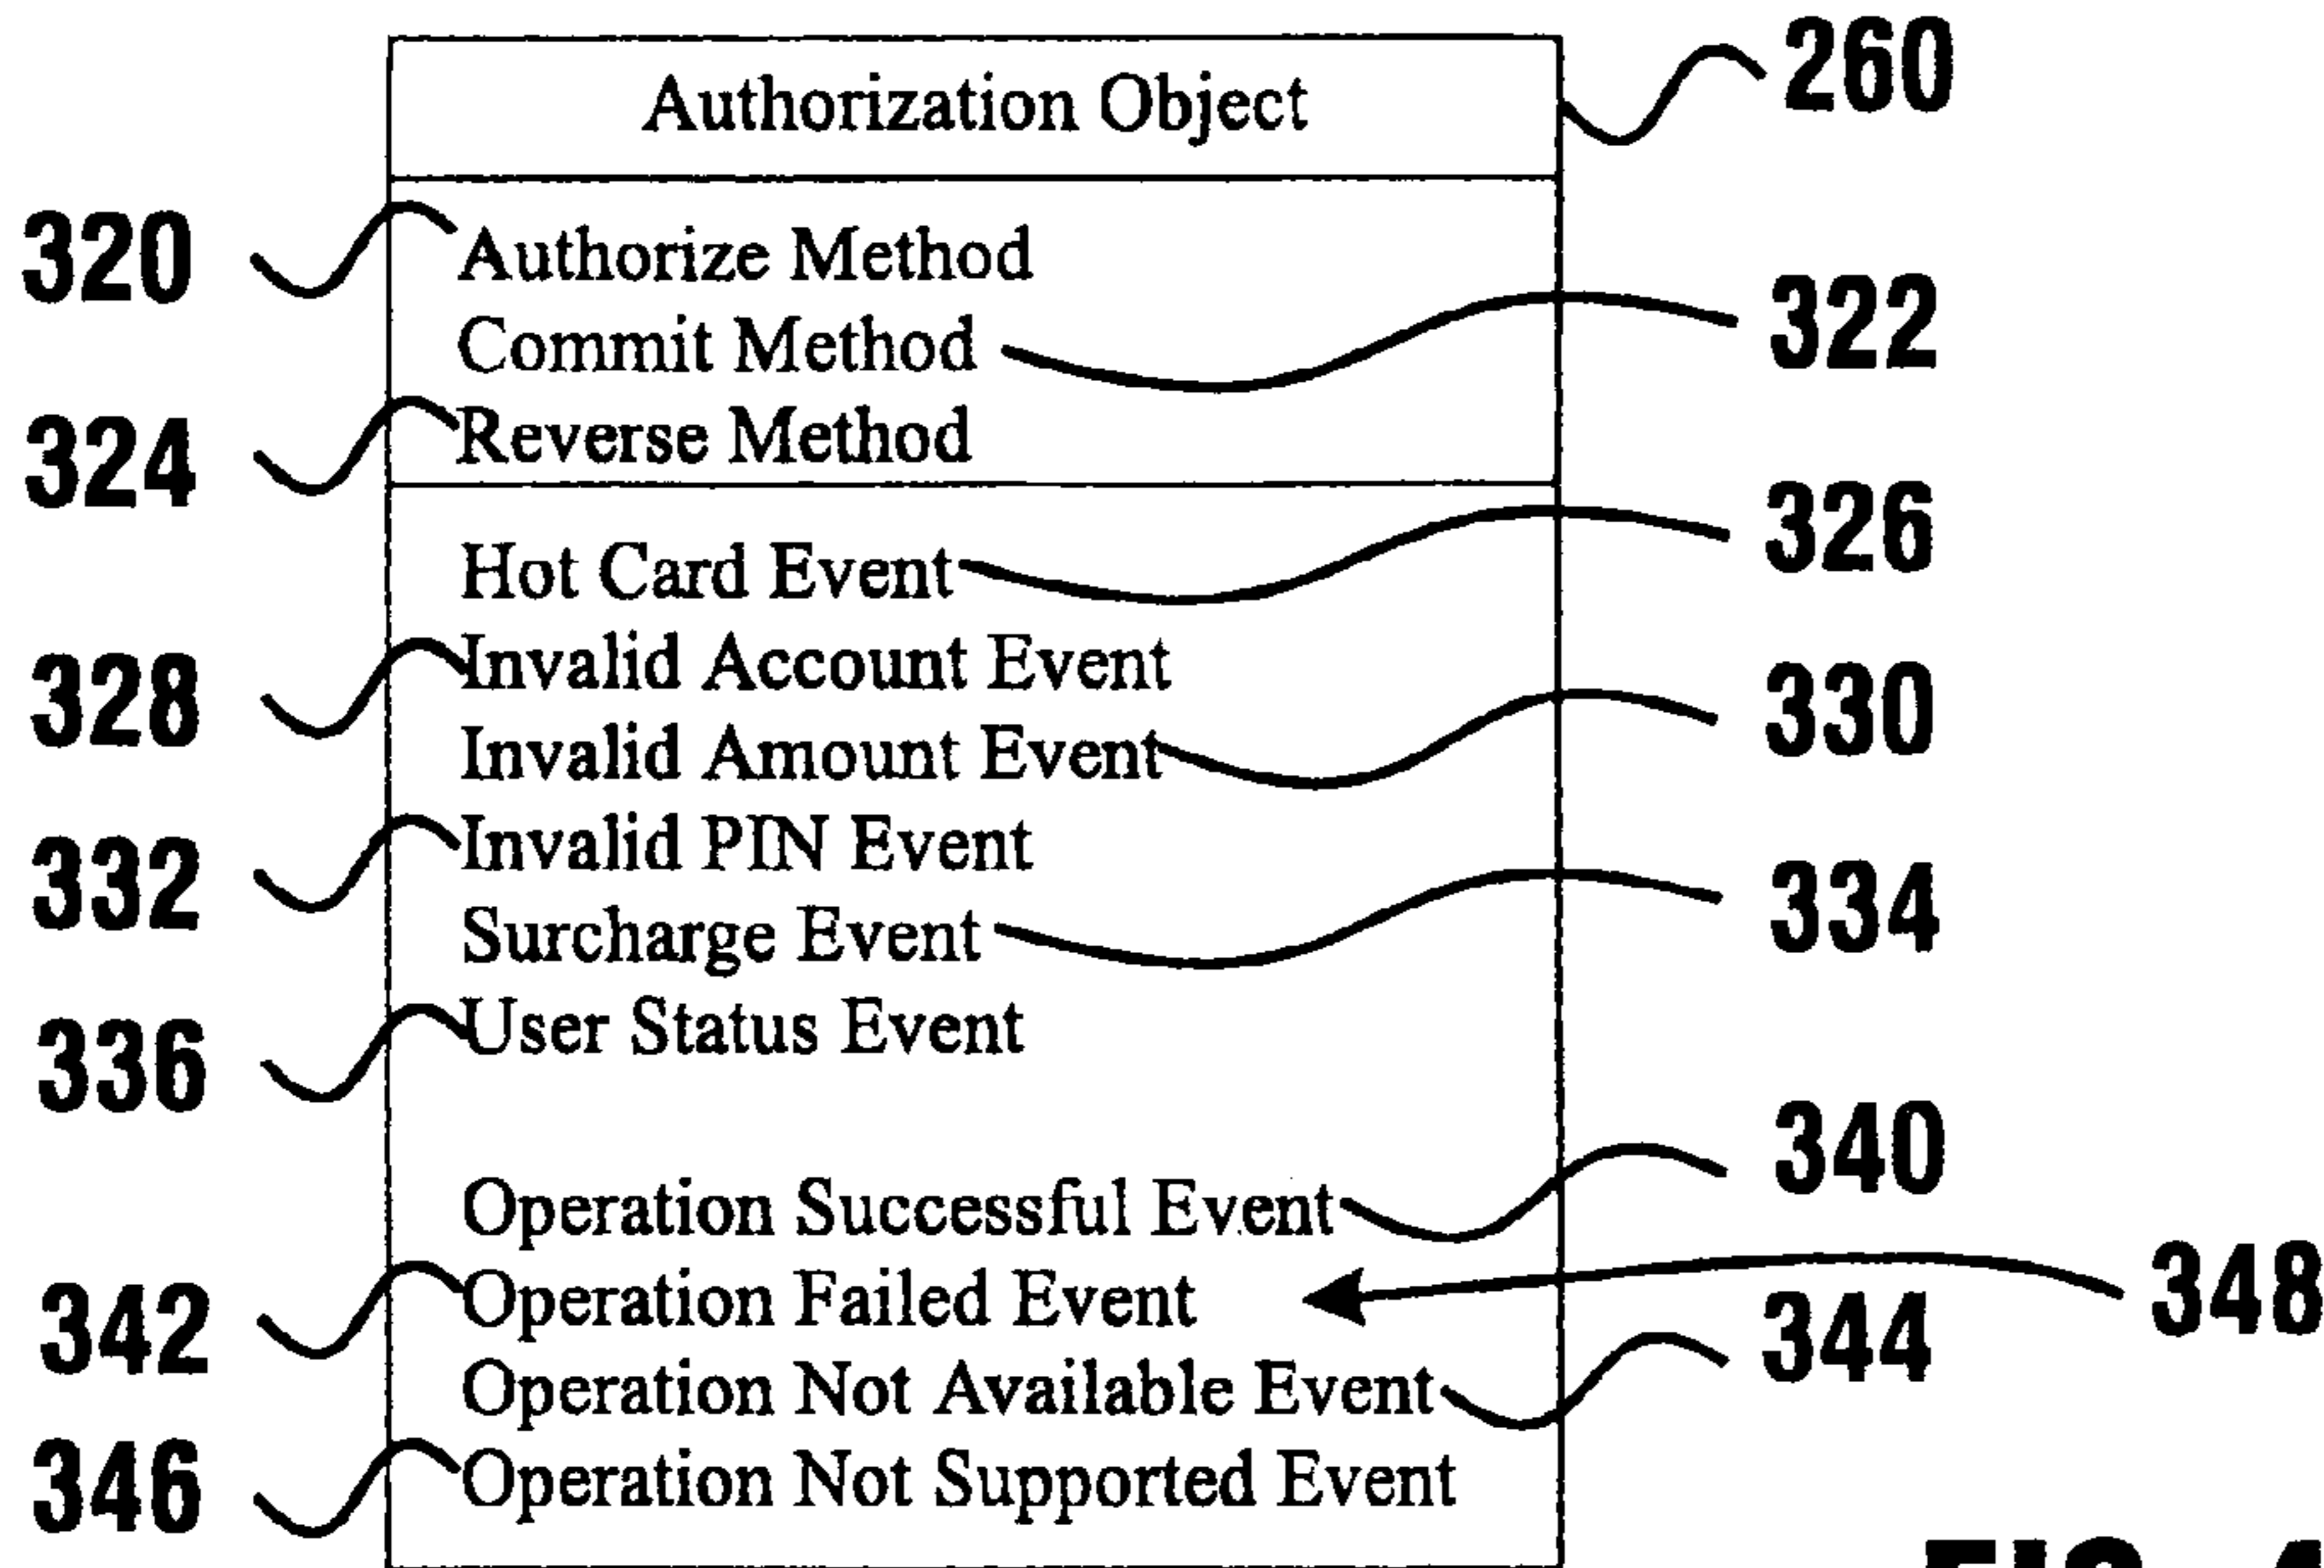 Authorization Object 260
320 Authorize Method
Commit Method 322
324 Reverse Method
Hot Card Event 326
328 Invalid Account Event
Invalid Amount Event 330
332 Invalid PIN Event
Surcharge Event 334
336 User Status Event
Operation Successful Event 340
342 Operation Failed Event 348
Operation Not Available Event 344
346 Operation Not Supported Event